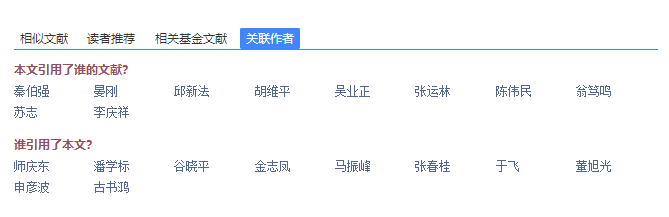 相似文献 读者推荐 相关基金文献 关联作者
本文引用了谁的文献?
秦伯强 晏刚 邱新法 胡维平 吴业正 张运林 陈伟民 翁笃鸣
苏志 李庆祥
谁引用了本文?
师庆东 潘学标 谷晓平 金志凤 马振峰 张春桂 于飞 董旭光
申彦波 古书鸿